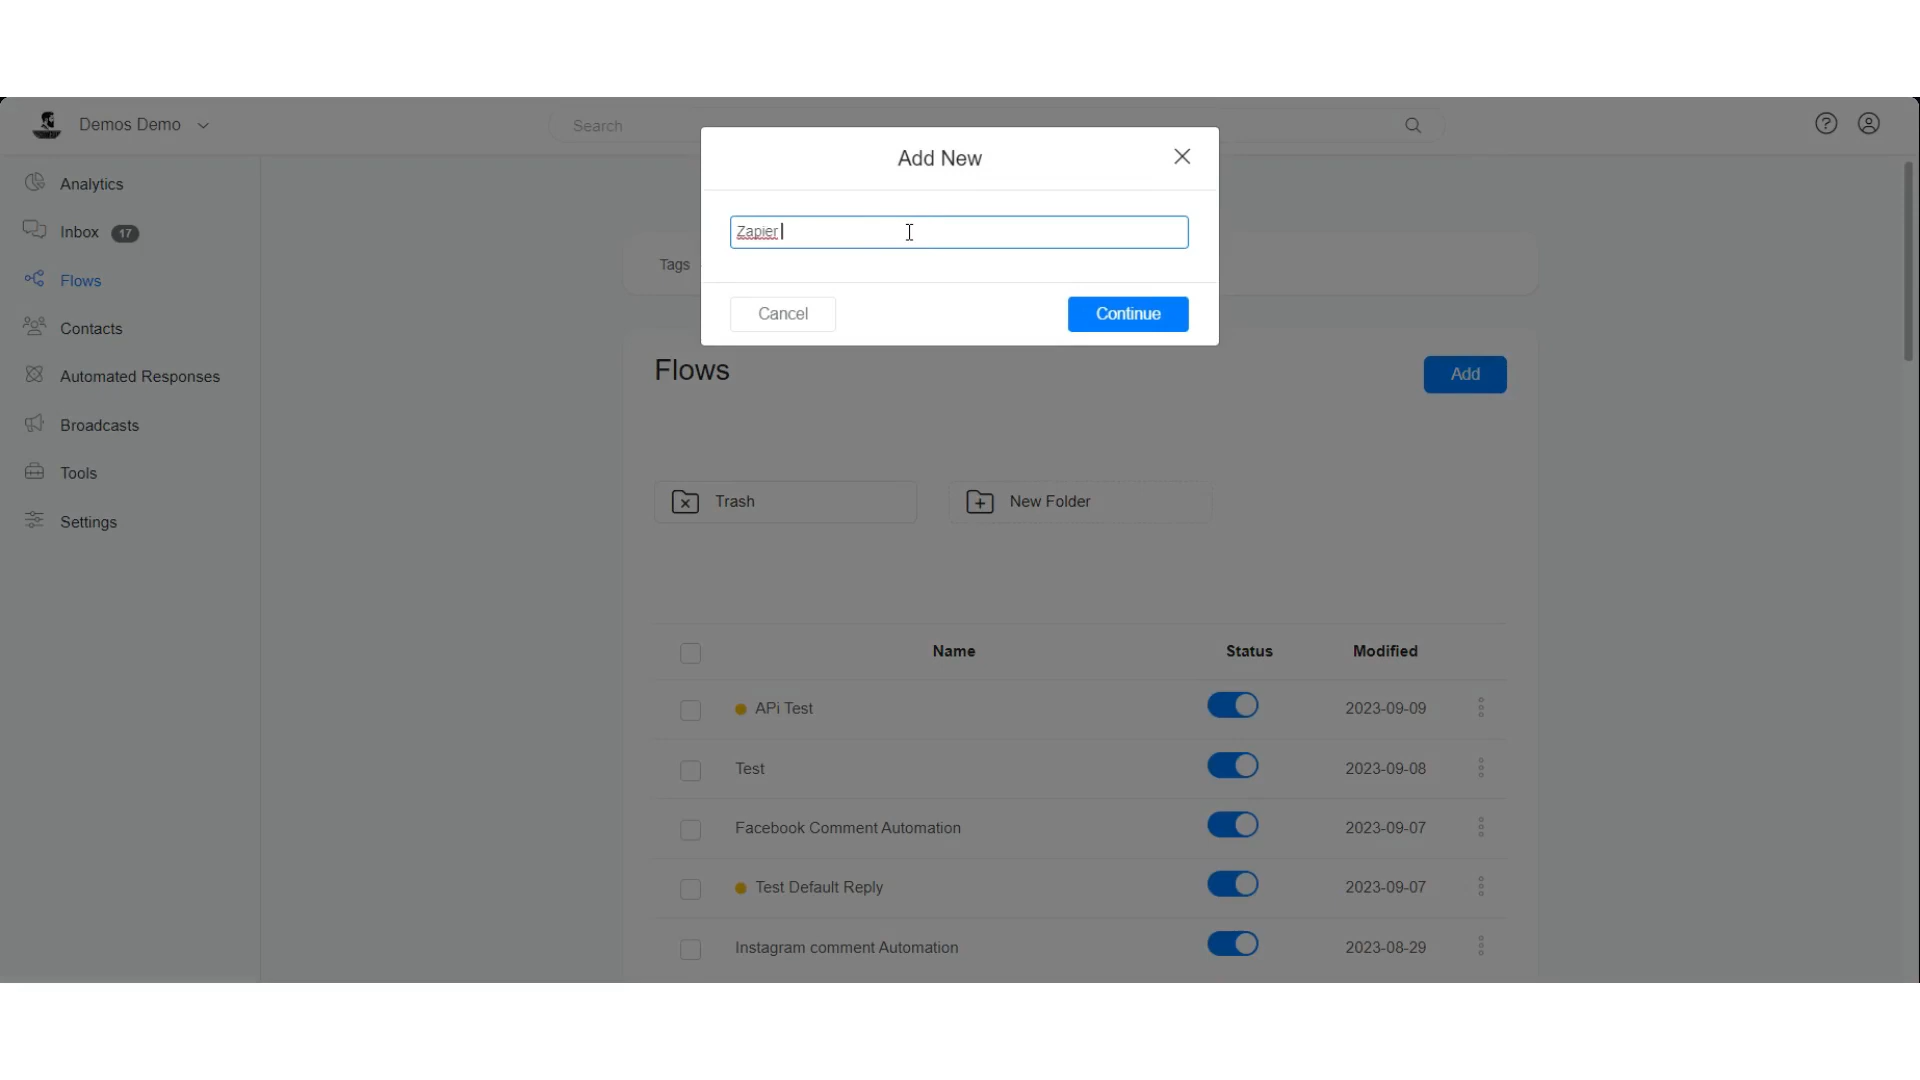 Demos Demo
Search
Add New
Analytics
Inbox 17
Zapier
Tags
Flows
Cancel
Continue
Contacts
Flows
Add
Automated Responses
Broadcasts
Tools
Trash
New Folder
Settings
Name Status Modified
APi Test 2023-09-09
Test 2023-09-08
Facebook Comment Automation 2023-09-07
Test Default Reply 2023-09-07
Instagram comment Automation 2023-08-29